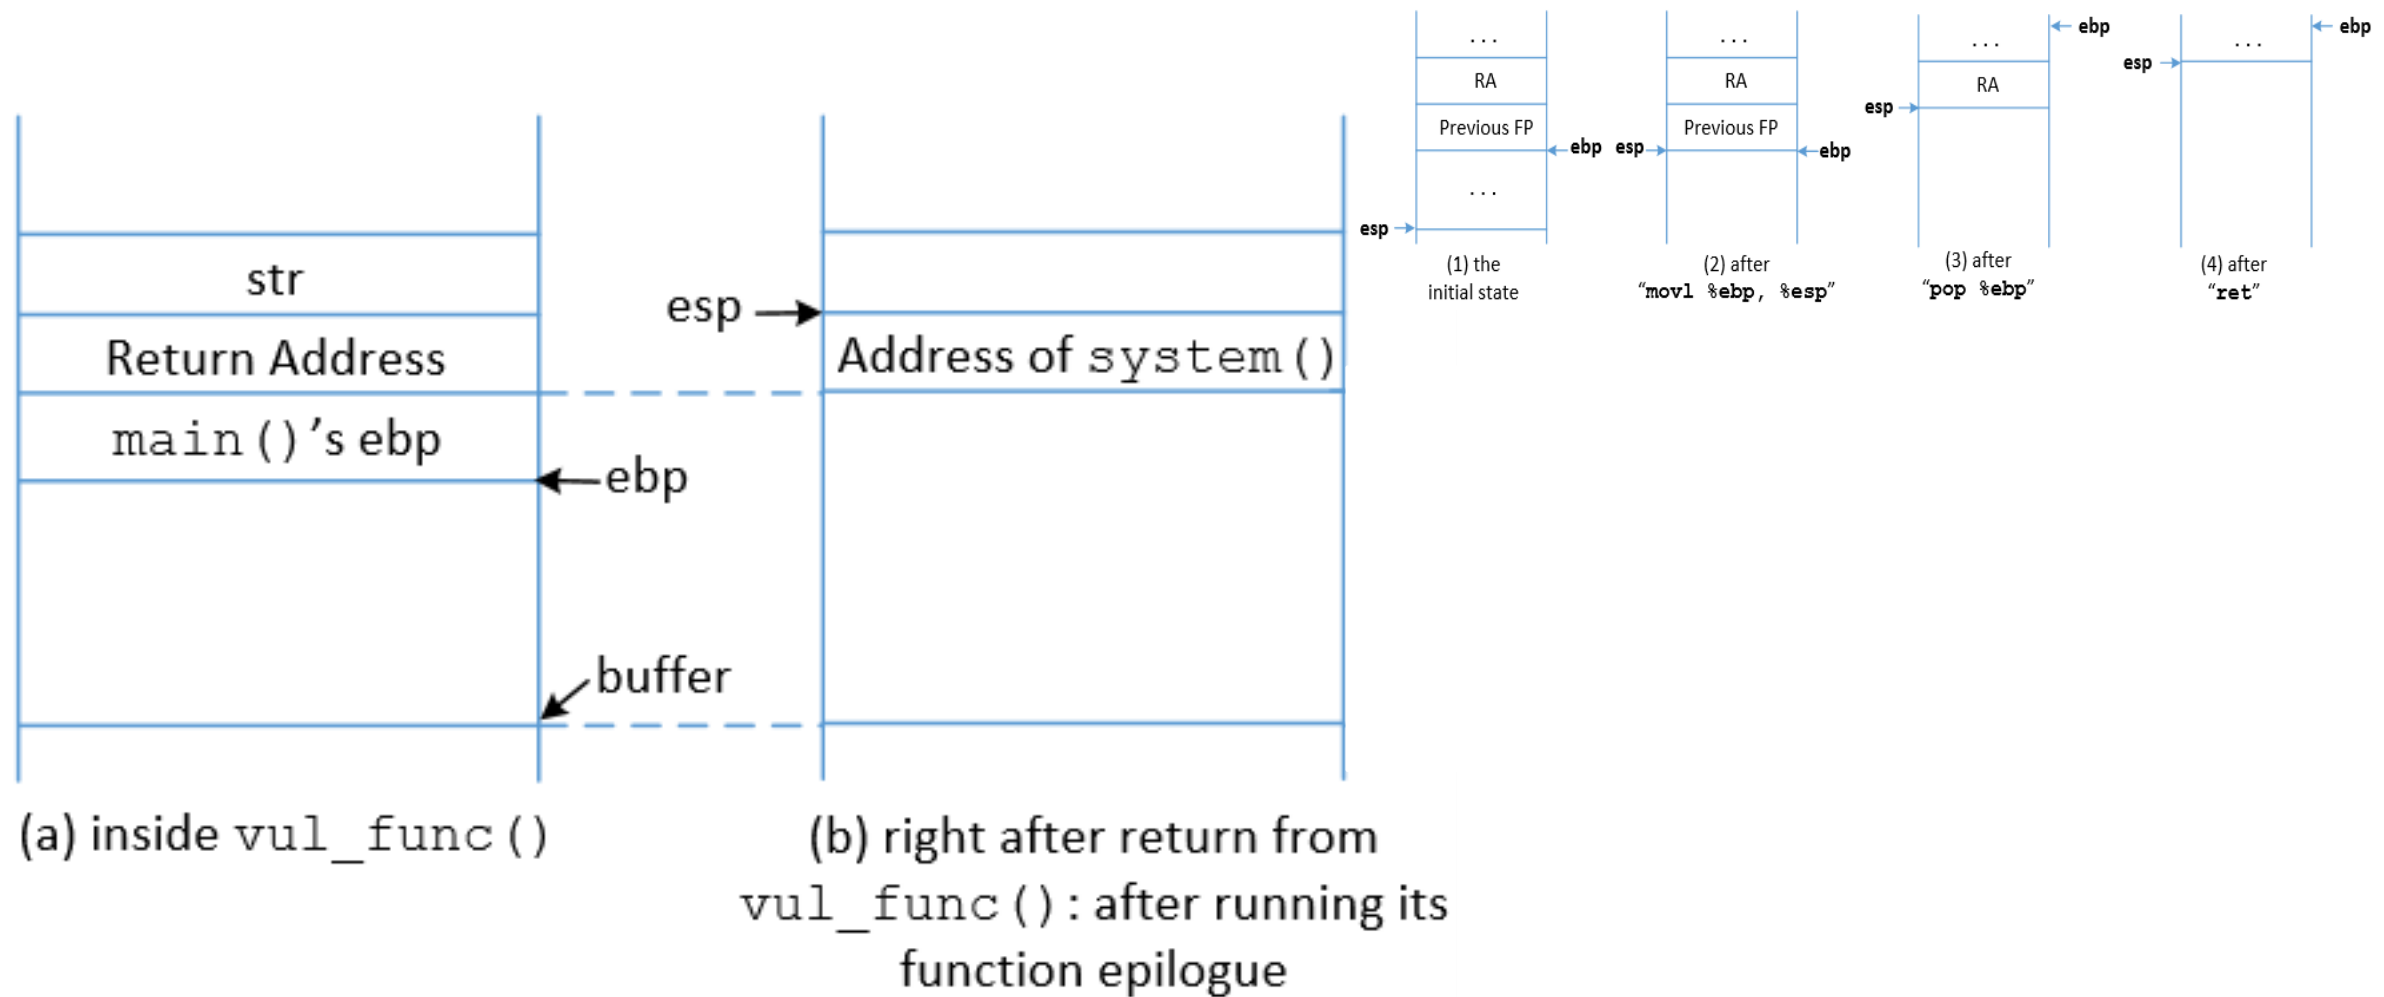 str
Return Address
main()’s ebp
ebp
buffer
(a) inside vul_func()
esp
Address of system()
(b) right after return from
vul_func(): after running its
function epilogue
...
RA
Previous FP
ebp
...
esp
(1) the
initial state
...
RA
Previous FP
esp
ebp
(2) after
“movl %ebp, %esp”
ebp
...
RA
esp
(3) after
“pop %ebp”
ebp
...
esp
(4) after
“ret”